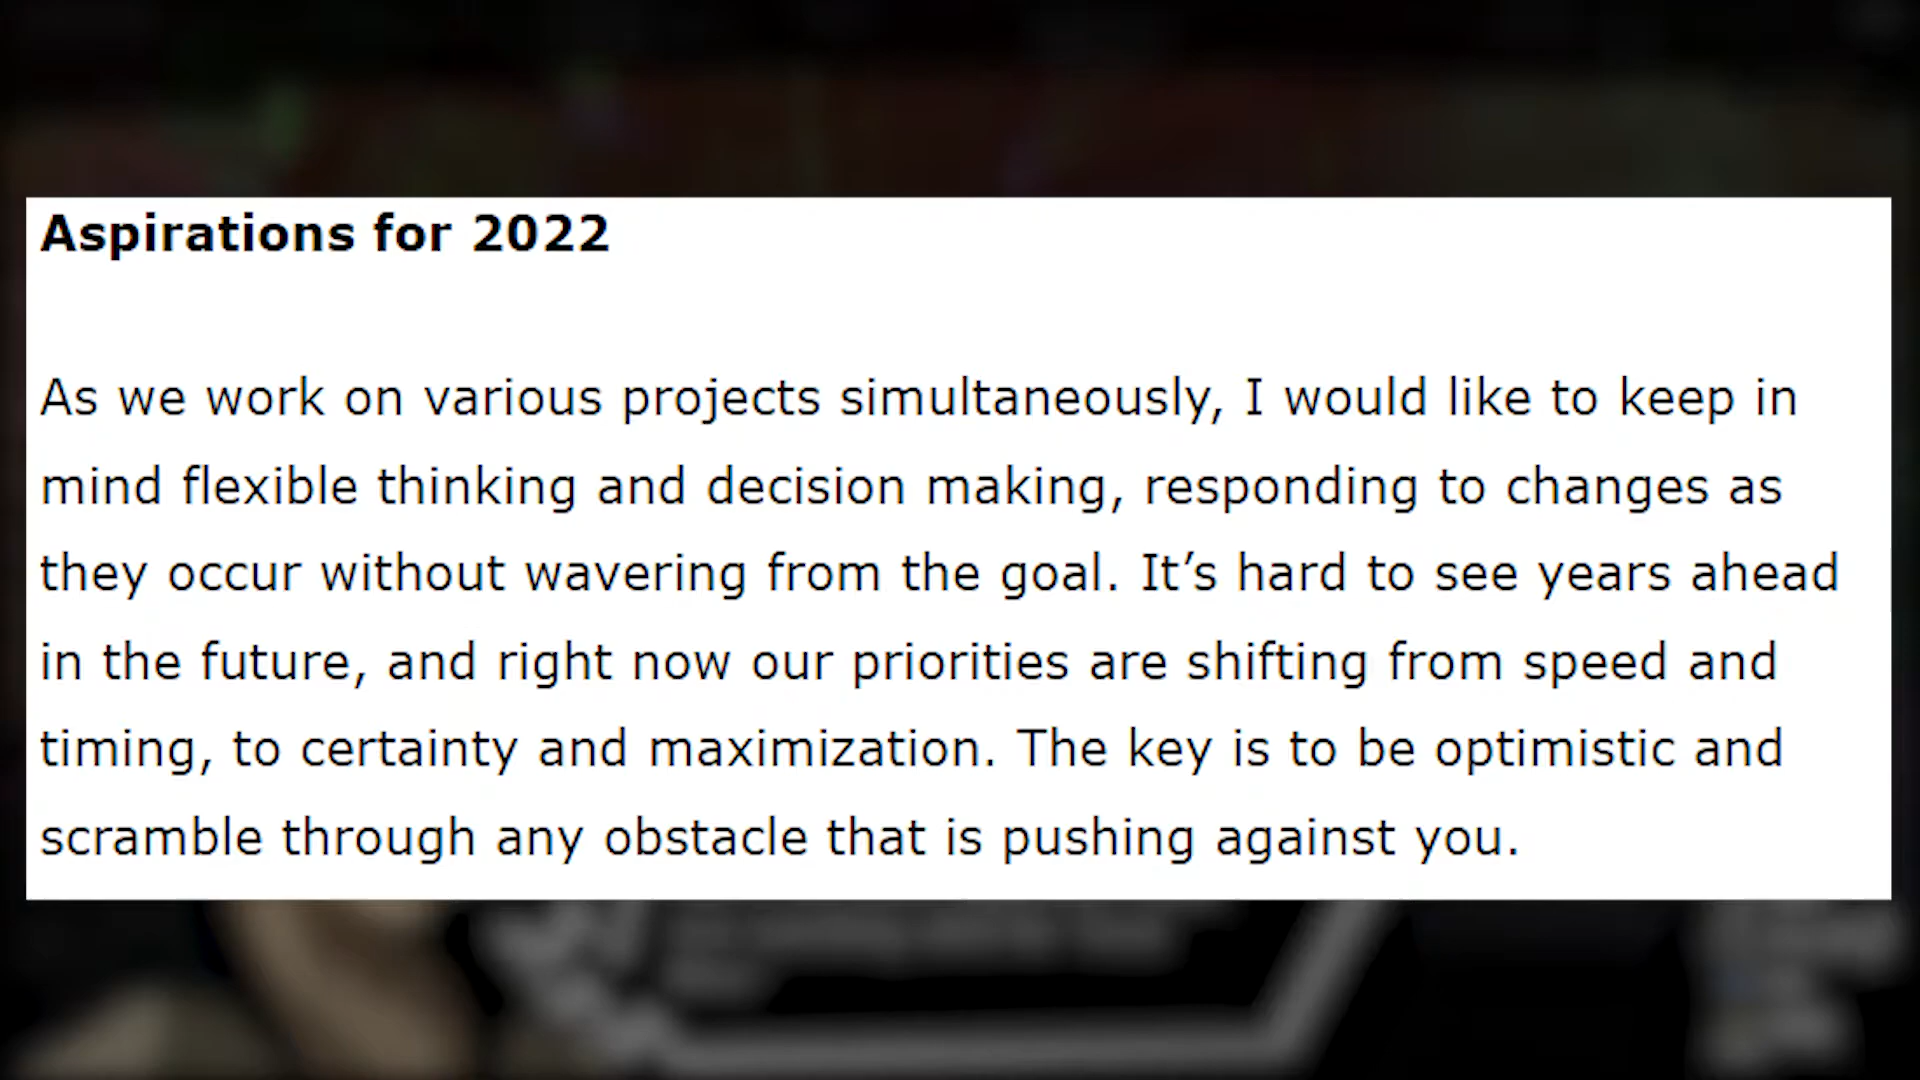 Aspirations for 2022
As we work on various projects simultaneously, I would like to keep in
mind flexible thinking and decision making, responding to changes as
they occur without wavering from the goal. It’s hard to see years ahead
in the future, and right now our priorities are shifting from speed and
timing, to certainty and maximization. The key is to be optimistic and
scramble through any obstacle that is pushing against you.